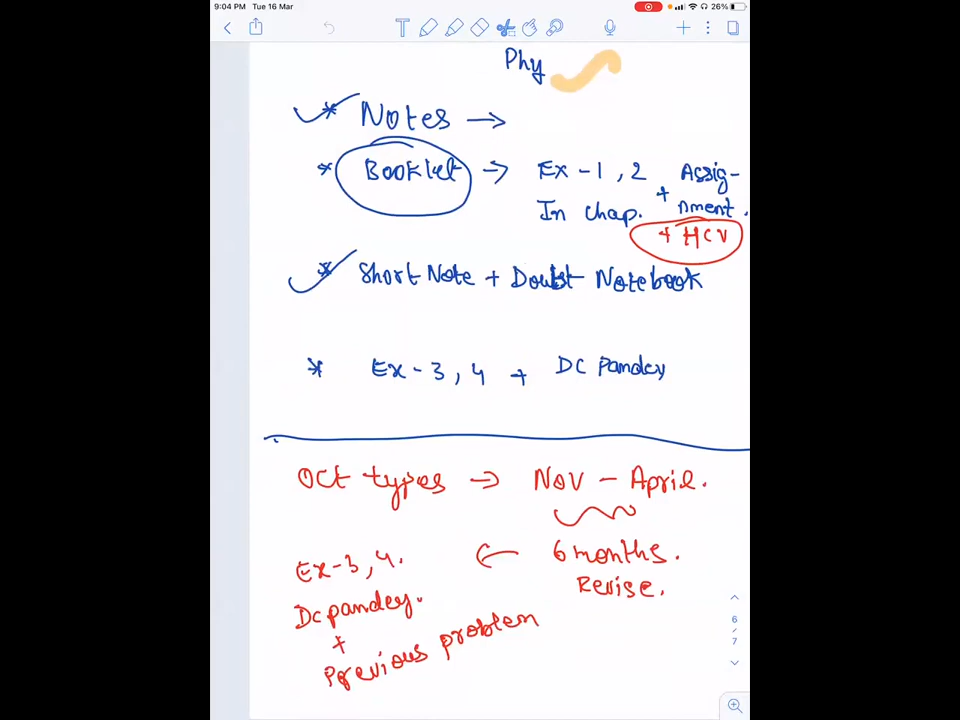 9:04 PM Tue 16 Mar
26%
Phy
* Notes →
* Booklet → Ex - 1, 2 + Assig-
In chap. nment.
+ HCV
* Short Note + Doubt Notebook
* Ex - 3, 4 + DC Pandey
Oct types → Nov - April.
6 months.
Revise.
Ex-3, 4.
Dc pandey.
+
Previous problem
6
7